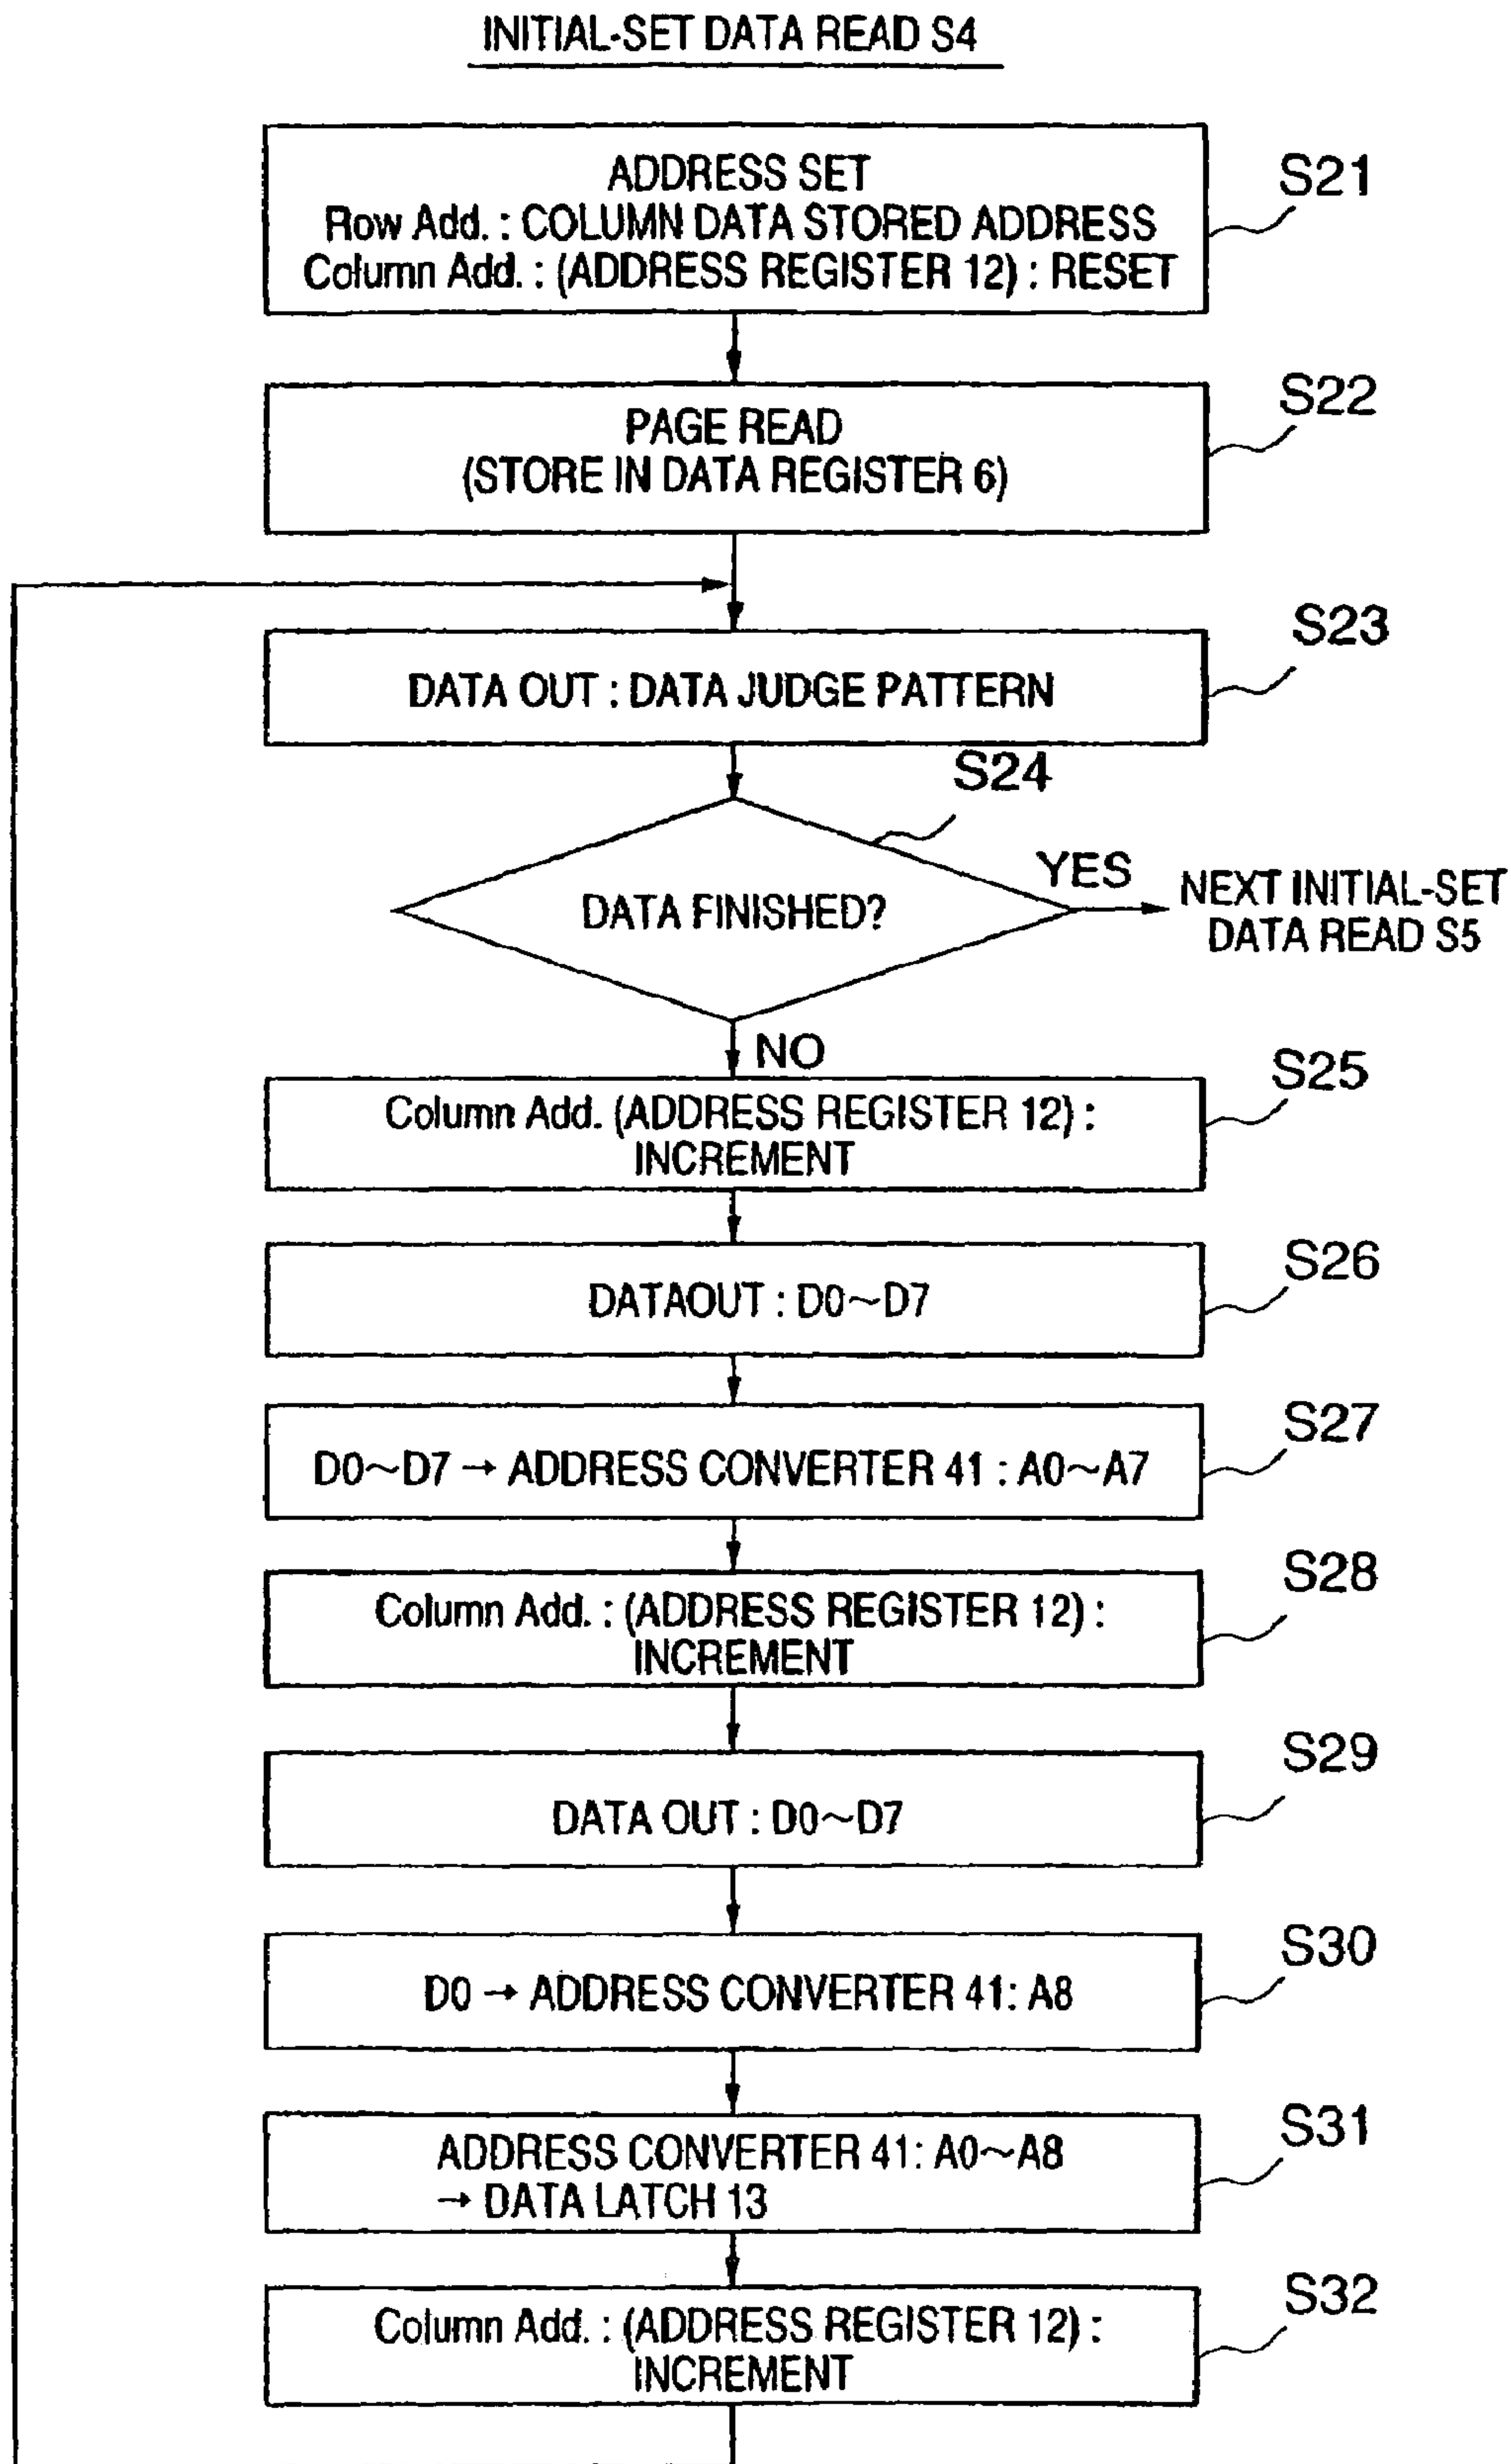 INITIAL-SET DATA READ S4
ADDRESS SET
Row Add. : COLUMN DATA STORED ADDRESS
Column Add. : (ADDRESS REGISTER 12) : RESET
S21
PAGE READ
(STORE IN DATA REGISTER 6)
S22
DATA OUT : DATA JUDGE PATTERN
S23
S24
DATA FINISHED?
YES
NEXT INITIAL-SET
DATA READ S5
NO
Column Add. (ADDRESS REGISTER 12) :
INCREMENT
S25
DATAOUT : D0~D7
S26
D0~D7 → ADDRESS CONVERTER 41 : A0~A7
S27
Column Add. : (ADDRESS REGISTER 12) :
INCREMENT
S28
DATA OUT : D0~D7
S29
D0 → ADDRESS CONVERTER 41: A8
S30
ADDRESS CONVERTER 41: A0~A8
→ DATA LATCH 13
S31
Column Add. : (ADDRESS REGISTER 12) :
INCREMENT
S32